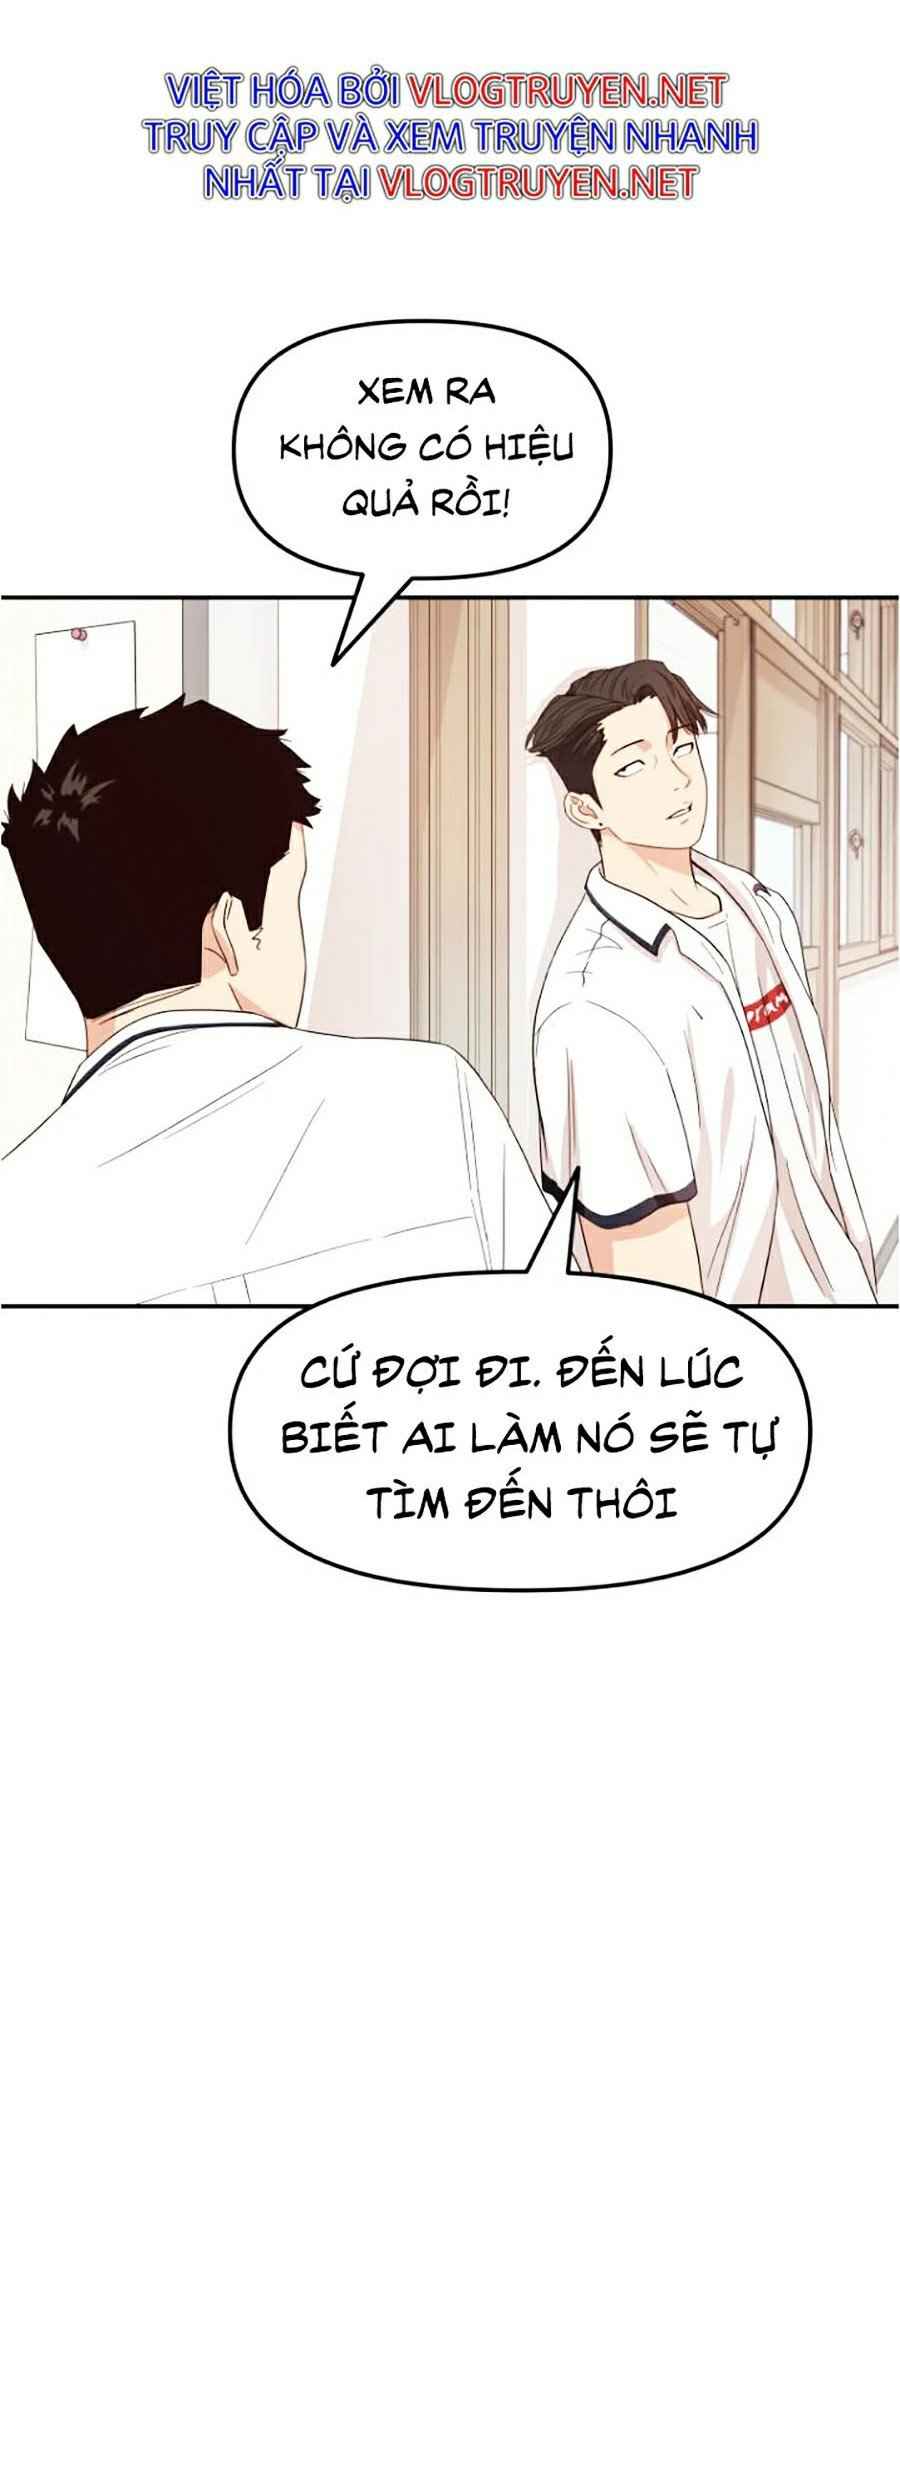 VIỆT HÓA BỞI VLOGTRUYEN.NET
TRUY CẬP VÀ XEM TRUYỆN NHANH
NHẤT TẠI VLOGTRUYEN.NET
XEM RA
KHÔNG CÓ HIỆU
QUẢ RỒI!
CỨ ĐỢI ĐI. ĐẾN LÚC
BIẾT AI LÀM NÓ SẼ TỰ
TÌM ĐẾN THÔI